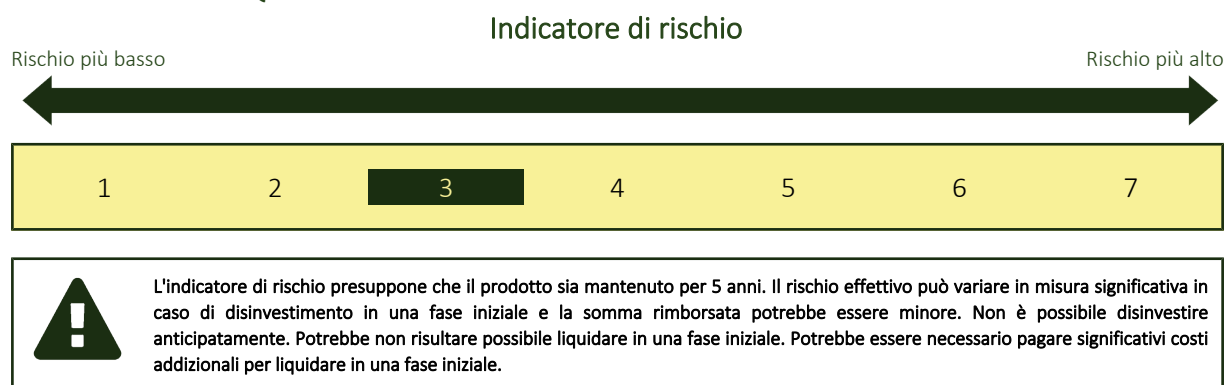 Indicatore di rischio
Rischio più basso
Rischio più alto
1 2 3 4 5 6 7
L'indicatore di rischio presuppone che il prodotto sia mantenuto per 5 anni. Il rischio effettivo può variare in misura significativa in
caso di disinvestimento in una fase iniziale e la somma rimborsata potrebbe essere minore. Non è possibile disinvestire
anticipatamente. Potrebbe non risultare possibile liquidare in una fase iniziale. Potrebbe essere necessario pagare significativi costi
addizionali per liquidare in una fase iniziale.